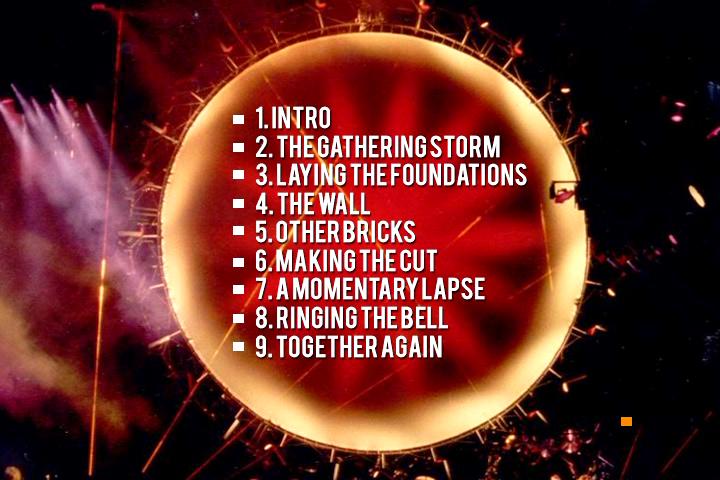 1. INTRO
2. THE GATHERING STORM
3. LAYING THE FOUNDATIONS
4. THE WALL
5. OTHER BRICKS
6. MAKING THE CUT
7. A MOMENTARY LAPSE
8. RINGING THE BELL
9. TOGETHER AGAIN